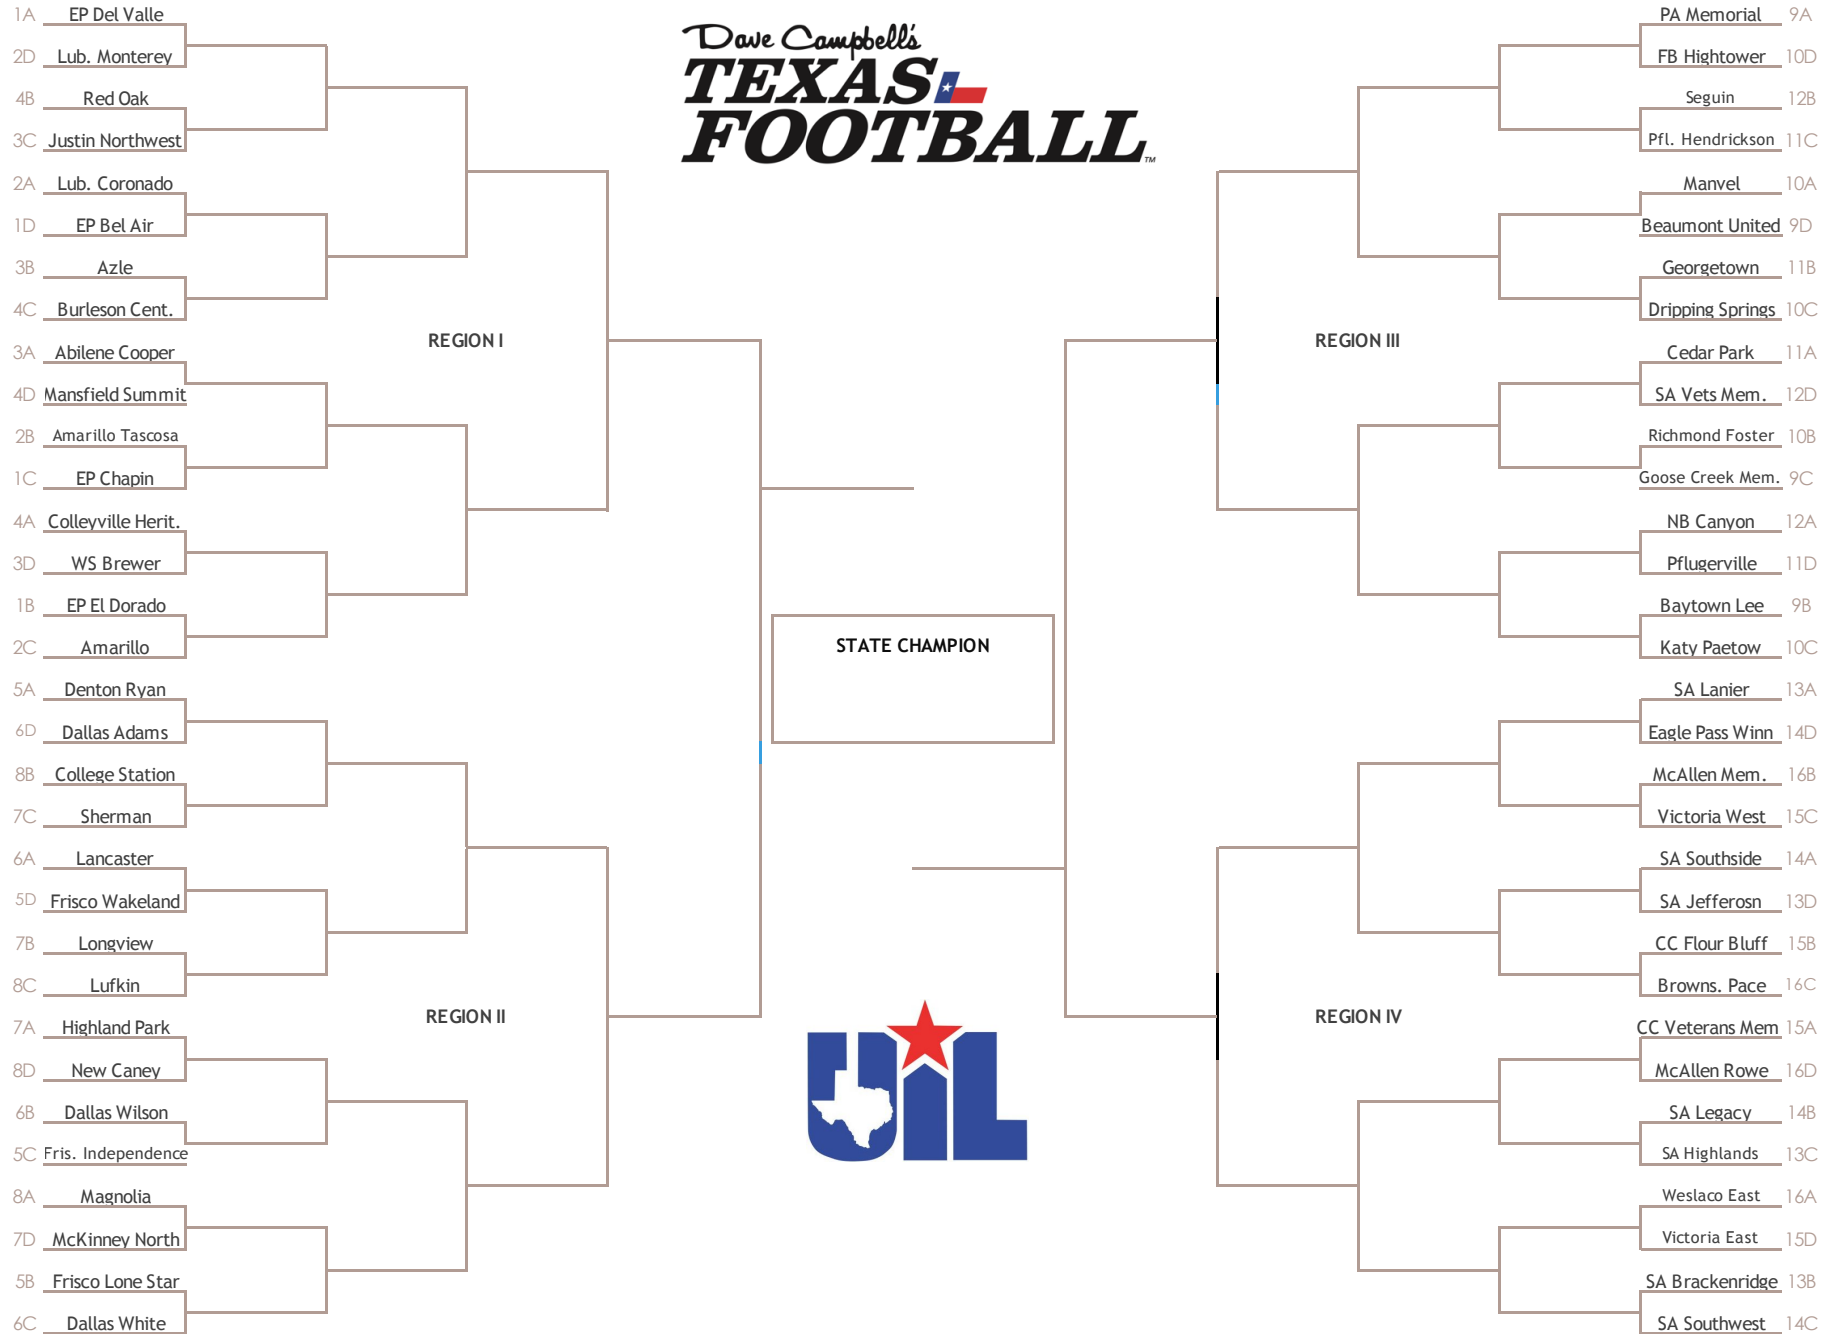 Dave Campbell's
TEXAS
FOOTBALL™
1A EP Del Valle
2D Lub. Monterey
4B Red Oak
3C Justin Northwest
2A Lub. Coronado
1D EP Bel Air
3B Azle
4C Burleson Cent.
REGION I
3A Abilene Cooper
4D Mansfield Summit
2B Amarillo Tascosa
1C EP Chapin
4A Colleyville Herit.
3D WS Brewer
1B EP El Dorado
2C Amarillo
5A Denton Ryan
6D Dallas Adams
8B College Station
7C Sherman
6A Lancaster
5D Frisco Wakeland
7B Longview
8C Lufkin
REGION II
7A Highland Park
8D New Caney
6B Dallas Wilson
5C Fris. Independence
8A Magnolia
7D McKinney North
5B Frisco Lone Star
6C Dallas White
STATE CHAMPION
UIL
PA Memorial 9A
FB Hightower 10D
Seguin 12B
Pfl. Hendrickson 11C
Manvel 10A
Beaumont United 9D
Georgetown 11B
Dripping Springs 10C
REGION III
Cedar Park 11A
SA Vets Mem. 12D
Richmond Foster 10B
Goose Creek Mem. 9C
NB Canyon 12A
Pflugerville 11D
Baytown Lee 9B
Katy Paetow 10C
SA Lanier 13A
Eagle Pass Winn 14D
McAllen Mem. 16B
Victoria West 15C
SA Southside 14A
SA Jefferosn 13D
CC Flour Bluff 15B
Browns. Pace 16C
REGION IV
CC Veterans Mem 15A
McAllen Rowe 16D
SA Legacy 14B
SA Highlands 13C
Weslaco East 16A
Victoria East 15D
SA Brackenridge 13B
SA Southwest 14C